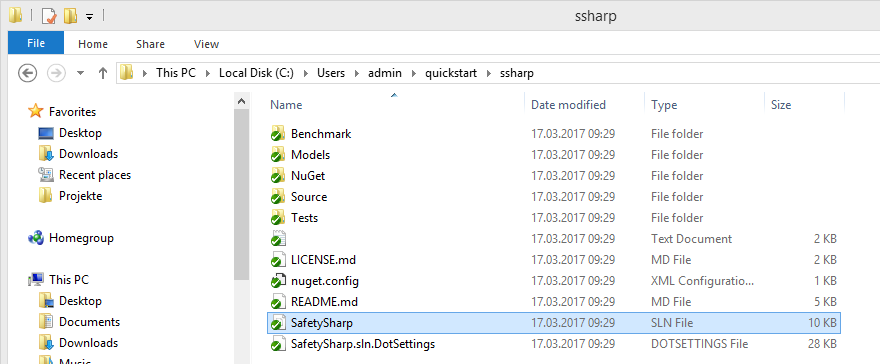 ssharp
File Home Share View
This PC Local Disk (C:) Users admin quickstart ssharp
Name Date modified Type Size
Favorites
Desktop
Downloads
Recent places
Projekte
Homegroup
This PC
Desktop
Documents
Downloads
Music
Benchmark 17.03.2017 09:29 File folder
Models 17.03.2017 09:29 File folder
NuGet 17.03.2017 09:29 File folder
Source 17.03.2017 09:29 File folder
Tests 17.03.2017 09:29 File folder
17.03.2017 09:29 Text Document 2 KB
LICENSE.md 17.03.2017 09:29 MD File 2 KB
nuget.config 17.03.2017 09:29 XML Configuratio... 1 KB
README.md 17.03.2017 09:29 MD File 5 KB
SafetySharp 17.03.2017 09:29 SLN File 10 KB
SafetySharp.sln.DotSettings 17.03.2017 09:29 DOTSETTINGS File 28 KB